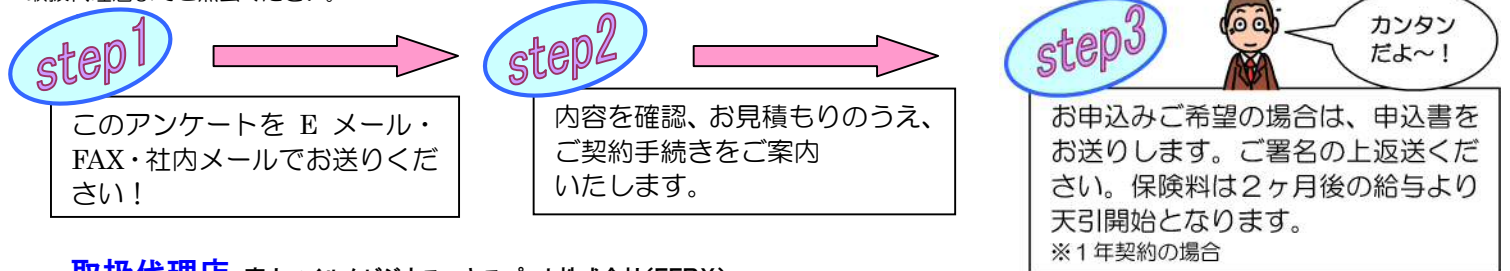 step1
step2
step3
カンタン
だよ～！
このアンケートを E メール・
FAX・社内メールでお送りくだ
さい！
内容を確認、お見積もりのうえ、
ご契約手続きをご案内
いたします。
お申込みご希望の場合は、申込書を
お送りします。ご署名の上返送くだ
さい。保険料は２ヶ月後の給与より
天引開始となります。
※１年契約の場合
取扱代理店